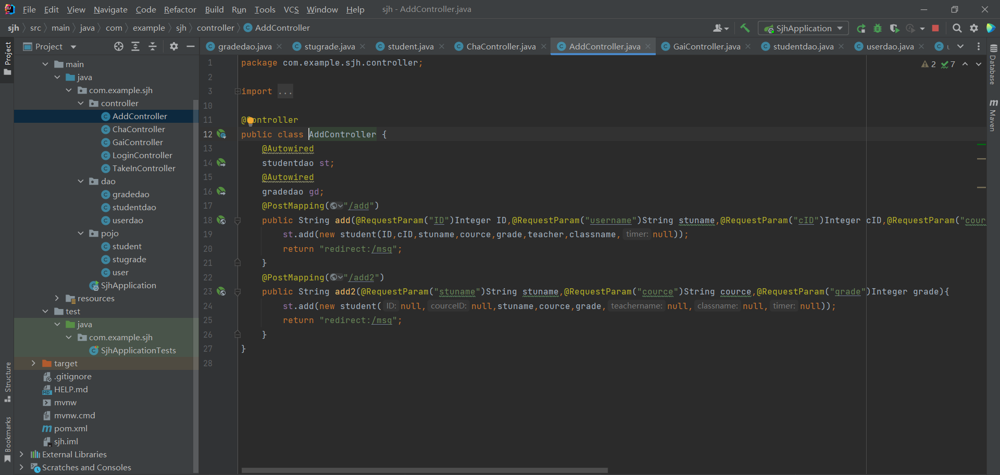 File Edit View Navigate Code Refactor Build Run Tools VCS Window Help sjh - AddController.java
sjh src main java com example sjh controller AddController SjhApplication
Project gradedao.java stugrade.java student.java ChaController.java AddController.java GaiController.java studentdao.java userdao.java
Project
Structure
Bookmarks
main
java
com.example.sjh
controller
AddController
ChaController
GaiController
LoginController
TakeInController
dao
gradedao
studentdao
userdao
pojo
student
stugrade
user
SjhApplication
resources
test
java
com.example.sjh
SjhApplicationTests
target
.gitignore
HELP.md
mvnw
mvnw.cmd
pom.xml
sjh.iml
External Libraries
Scratches and Consoles
1 package com.example.sjh.controller;
2
3 import ...
10
11 @Controller
12 public class AddController {
13 @Autowired
14 studentdao st;
15 @Autowired
16 gradedao gd;
17 @PostMapping("/add")
18 public String add(@RequestParam("ID")Integer ID,@RequestParam("username")String stuname,@RequestParam("cID")Integer cID,@RequestParam("cour
19 st.add(new student(ID,cID,stuname,cource,grade,teacher,classname, timer: null));
20 return "redirect:/msg";
21 }
22 @PostMapping("/add2")
23 public String add2(@RequestParam("stuname")String stuname,@RequestParam("cource")String cource,@RequestParam("grade")Integer grade){
24 st.add(new student( ID: null, courceID: null,stuname,cource,grade, teachername: null, classname: null, timer: null));
25 return "redirect:/msg";
26 }
27 }
28
2 7
Database
Maven